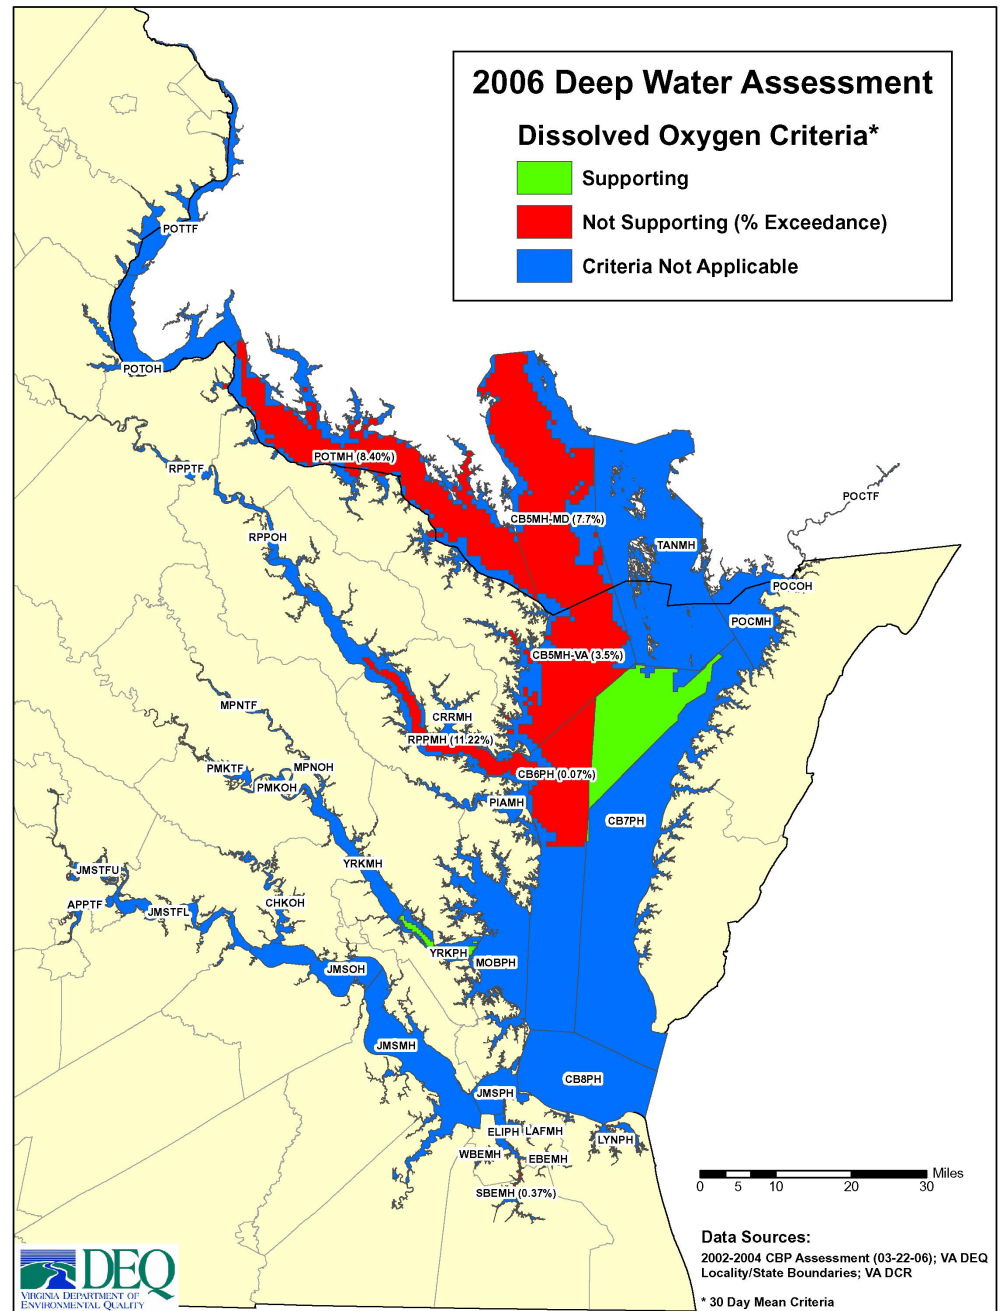 2006 Deep Water Assessment
Dissolved Oxygen Criteria*
Supporting
Not Supporting (% Exceedance)
Criteria Not Applicable
POTTF
POTOH
POTMH (8.40%)
RPPTF
POCTF
CB5MH-MD (7.7%)
RPPOH
TANMH
POCOH
POCMH
CB5MH-VA (3.5%)
MPNTF
CRRMH
RPPMH (11.22%)
PMKTF
MPNOH
CB6PH (0.07%)
PMKOH
PIAMH
CB7PH
YRKMH
JMSTFU
CHKOH
APPTF
JMSTFL
YRKPH
MOBPH
JMSOH
JMSMH
CB8PH
JMSPH
ELIPH
LAFMH
LYNPH
WBEMH
EBEMH
SBEMH (0.37%)
Miles
0 5 10 20 30
Data Sources:
2002-2004 CBP Assessment (03-22-06); VA DEQ
Locality/State Boundaries; VA DCR
* 30 Day Mean Criteria
DEQ
VIRGINIA DEPARTMENT OF
ENVIRONMENTAL QUALITY